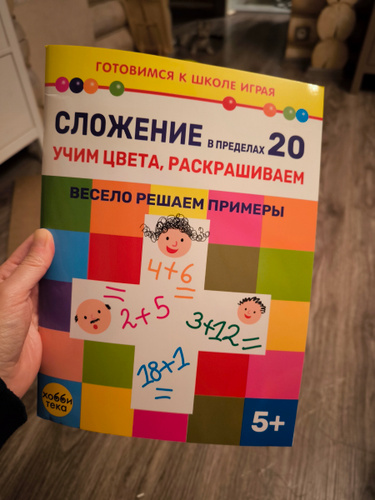 ГОТОВИМСЯ К ШКОЛЕ ИГРАЯ
СЛОЖЕНИЕ В ПРЕДЕЛАХ 20
УЧИМ ЦВЕТА, РАСКРАШИВАЕМ
ВЕСЕЛО РЕШАЕМ ПРИМЕРЫ
4+6
=
2+5
=
3+12
=
18+1
=
хобби
тека
5+